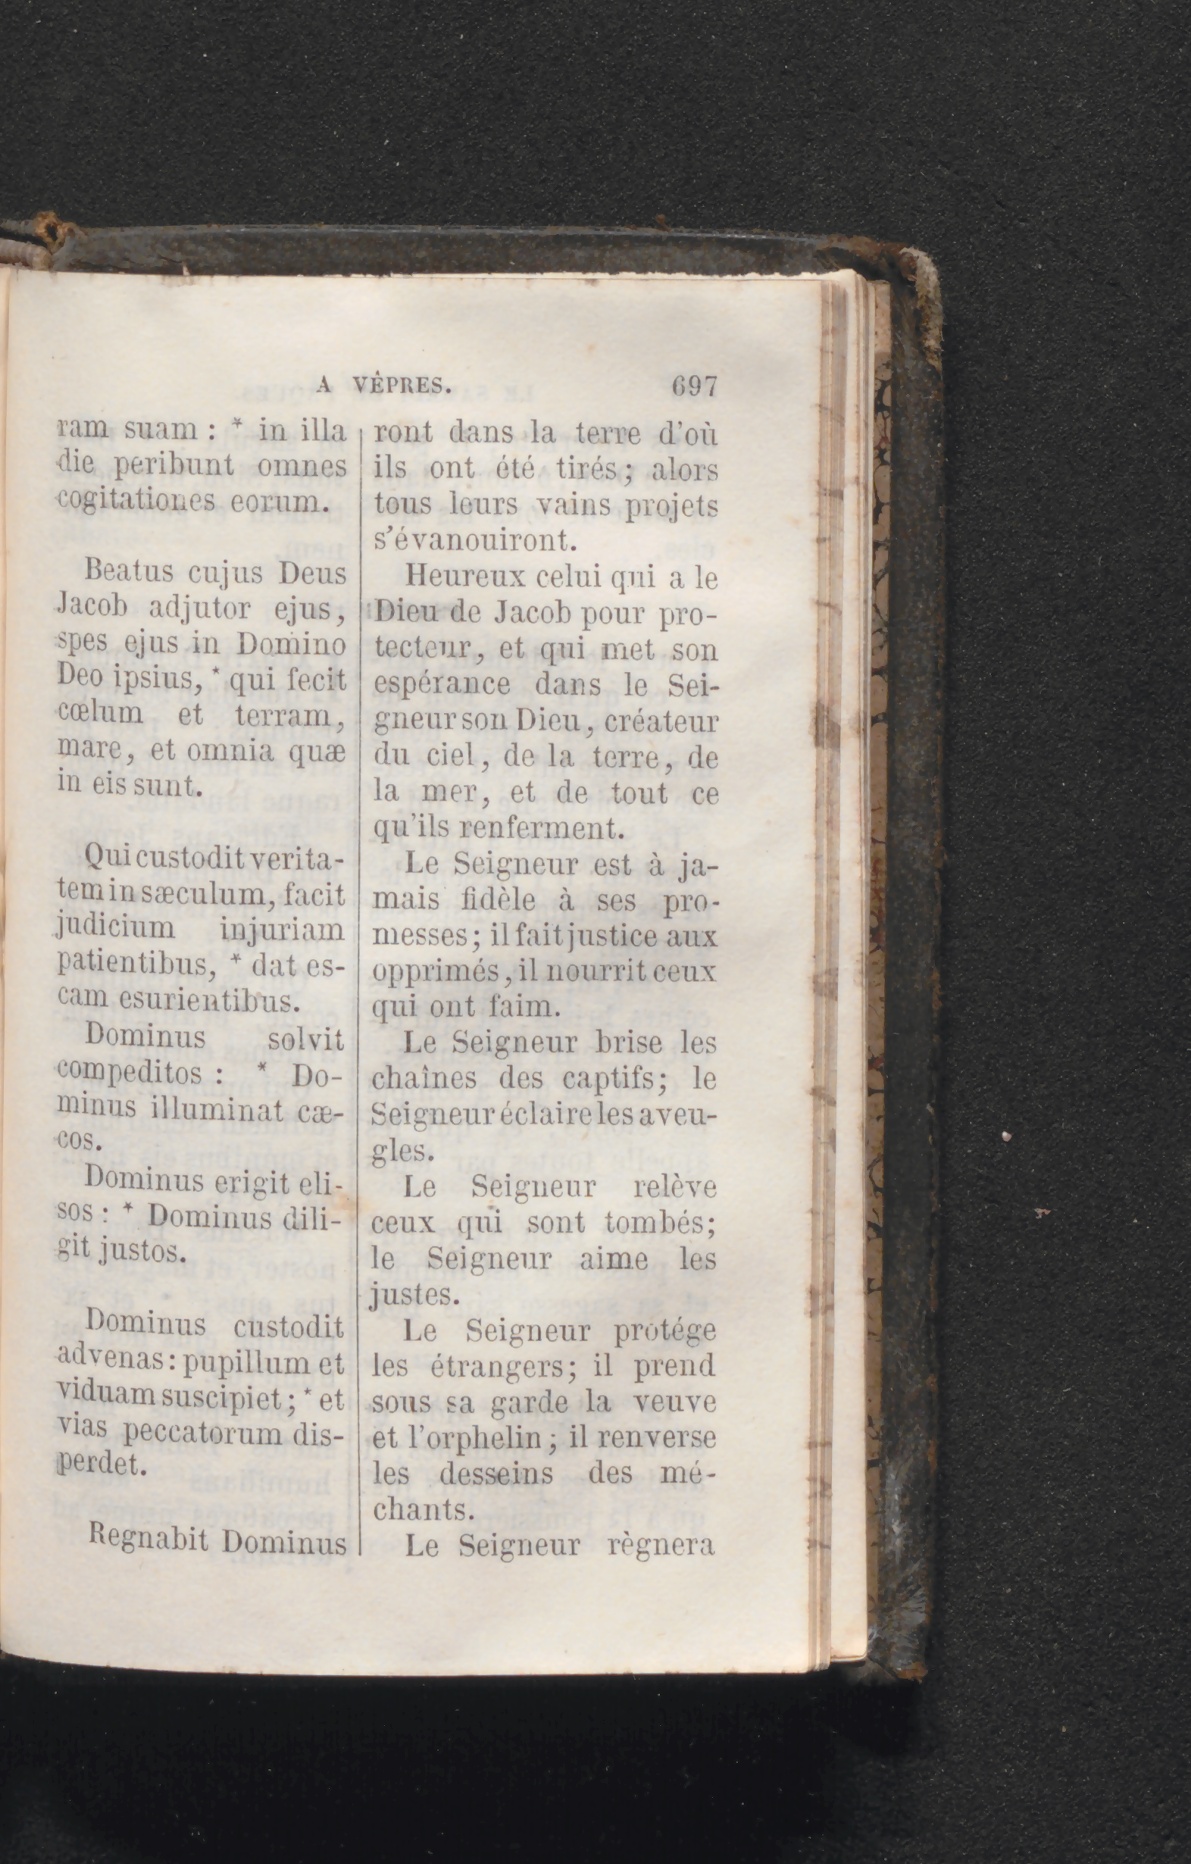 A VÊPRES. 697
ram suam : * in illa
die peribunt omnes
cogitationes eorum.
Beatus cujus Deus
Jacob adjutor ejus,
spes ejus in Domino
Deo ipsius, * qui fecit
cœlum et terram,
mare, et omnia quæ
in eis sunt.
Qui custodit verita-
tem in sæculum, facit
judicium injuriam
patientibus, * dat es-
cam esurientibus.
Dominus solvit
compeditos : * Do-
minus illuminat cæ-
cos.
Dominus erigit eli-
sos : * Dominus dili-
git justos.
Dominus custodit
advenas : pupillum et
viduam suscipiet ; * et
vias peccatorum dis-
perdet.
Regnabit Dominus
ront dans la terre d'où
ils ont été tirés ; alors
tous leurs vains projets
s'évanouiront.
Heureux celui qui a le
Dieu de Jacob pour pro-
tecteur, et qui met son
espérance dans le Sei-
gneur son Dieu, créateur
du ciel, de la terre, de
la mer, et de tout ce
qu'ils renferment.
Le Seigneur est à ja-
mais fidèle à ses pro-
messes ; il fait justice aux
opprimés, il nourrit ceux
qui ont faim.
Le Seigneur brise les
chaînes des captifs ; le
Seigneur éclaire les aveu-
gles.
Le Seigneur relève
ceux qui sont tombés ;
le Seigneur aime les
justes.
Le Seigneur protége
les étrangers ; il prend
sous sa garde la veuve
et l'orphelin ; il renverse
les desseins des mé-
chants.
Le Seigneur règnera